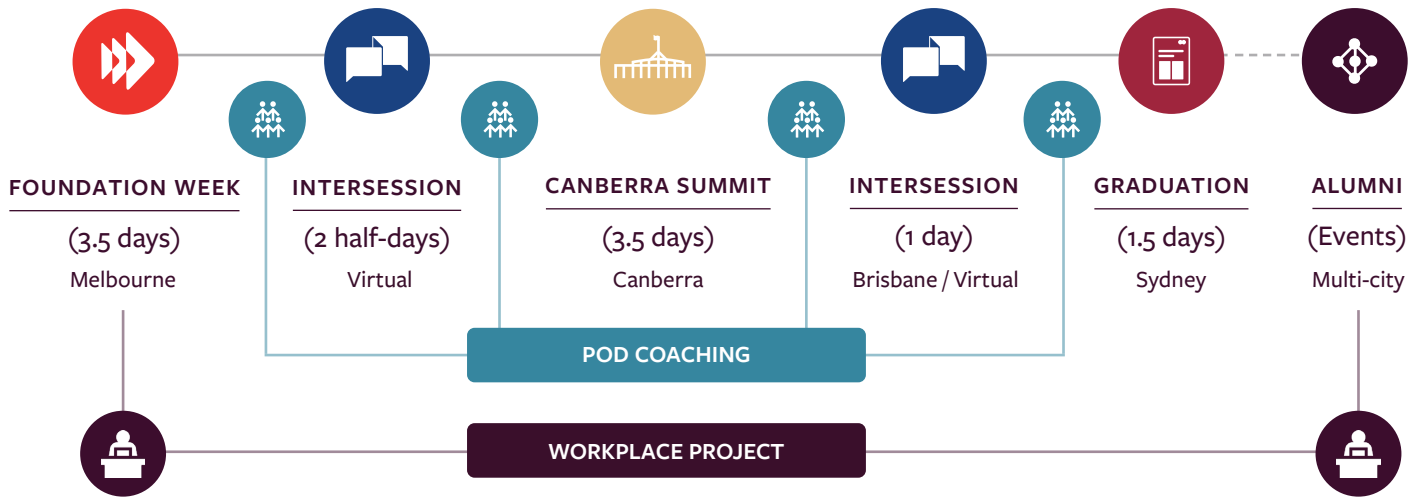 FOUNDATION WEEK
(3.5 days)
Melbourne
INTERSESSION
(2 half-days)
Virtual
CANBERRA SUMMIT
(3.5 days)
Canberra
INTERSESSION
(1 day)
Brisbane / Virtual
GRADUATION
(1.5 days)
Sydney
ALUMNI
(Events)
Multi-city
POD COACHING
WORKPLACE PROJECT